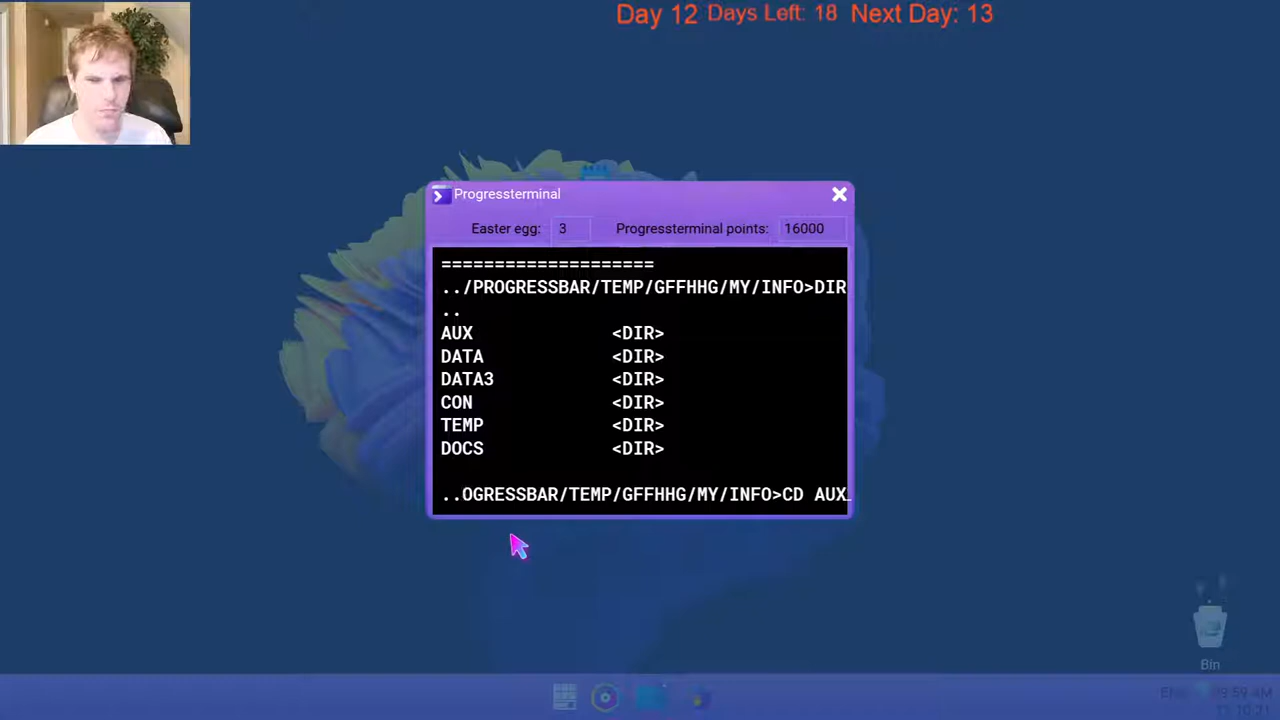 Day 12 Days Left: 18 Next Day: 13
Progressterminal
Easter egg: 3 Progressterminal points: 16000
====================
../PROGRESSBAR/TEMP/GFFHHG/MY/INFO>DIR
..
AUX <DIR>
DATA <DIR>
DATA3 <DIR>
CON <DIR>
TEMP <DIR>
DOCS <DIR>
..OGRESSBAR/TEMP/GFFHHG/MY/INFO>CD AUX_
Bin